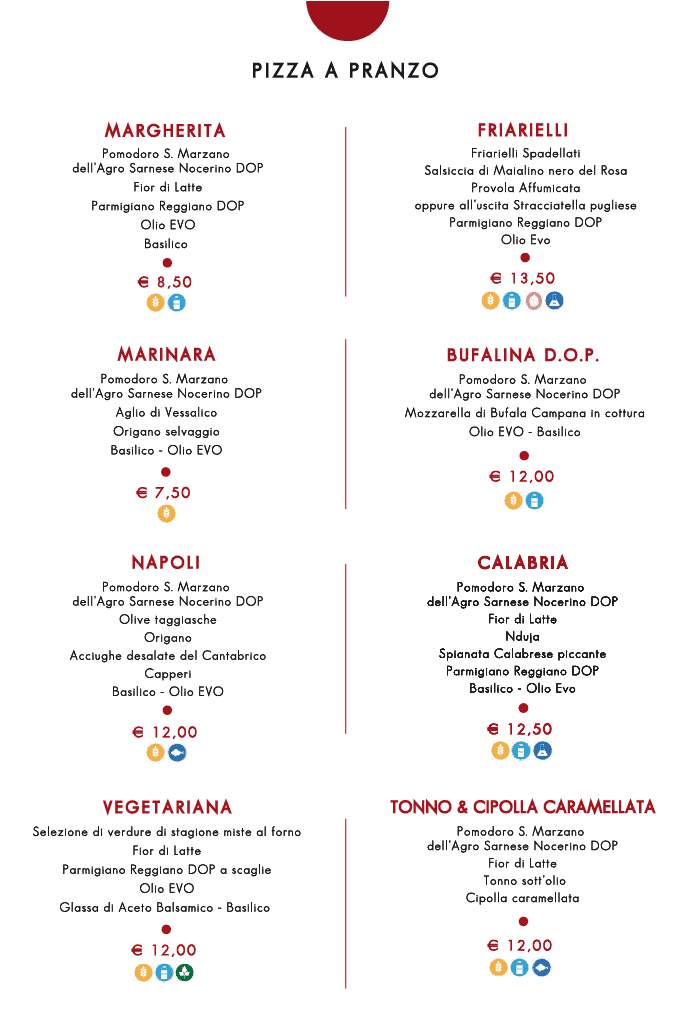 PIZZA A PRANZO
MARGHERITA
Pomodoro S. Marzano
dell'Agro Sarnese Nocerino DOP
Fior di Latte
Parmigiano Reggiano DOP
Olio EVO
Basilico
€ 8,50
FRIARIELLI
Friarielli Spadellati
Salsiccia di Maialino nero del Rosa
Provola Affumicata
oppure all'uscita Stracciatella pugliese
Parmigiano Reggiano DOP
Olio Evo
€ 13,50
MARINARA
Pomodoro S. Marzano
dell'Agro Sarnese Nocerino DOP
Aglio di Vessalico
Origano selvaggio
Basilico - Olio EVO
€ 7,50
BUFALINA D.O.P.
Pomodoro S. Marzano
dell'Agro Sarnese Nocerino DOP
Mozzarella di Bufala Campana in cottura
Olio EVO - Basilico
€ 12,00
NAPOLI
Pomodoro S. Marzano
dell'Agro Sarnese Nocerino DOP
Olive taggiasche
Origano
Acciughe desalate del Cantabrico
Capperi
Basilico - Olio EVO
€ 12,00
CALABRIA
Pomodoro S. Marzano
dell'Agro Sarnese Nocerino DOP
Fior di Latte
Nduja
Spianata Calabrese piccante
Parmigiano Reggiano DOP
Basilico - Olio Evo
€ 12,50
VEGETARIANA
Selezione di verdure di stagione miste al forno
Fior di Latte
Parmigiano Reggiano DOP a scaglie
Olio EVO
Glassa di Aceto Balsamico - Basilico
€ 12,00
TONNO & CIPOLLA CARAMELLATA
Pomodoro S. Marzano
dell'Agro Sarnese Nocerino DOP
Fior di Latte
Tonno sott'olio
Cipolla caramellata
€ 12,00